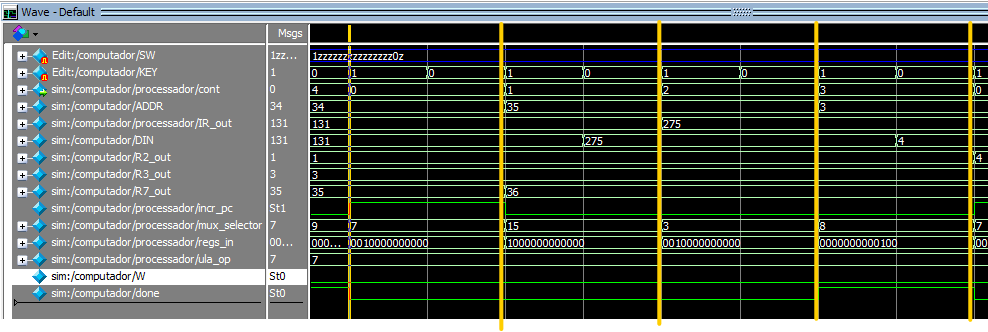 Wave - Default
Msgs
Edit:/computador/SW 1zz... 1zzzzzzzzzzzzzzzz0z
Edit:/computador/KEY 1 0 1 0 1 0 1 0 1 0 1
sim:/computador/processador/cont 0 4 0 1 2 3 0
sim:/computador/ADDR 34 34 35 3
sim:/computador/processador/IR_out 131 131 275
sim:/computador/DIN 131 131 275 4
sim:/computador/R2_out 1 1 4
sim:/computador/R3_out 3 3
sim:/computador/R7_out 35 35 36
sim:/computador/processador/incr_pc St1
sim:/computador/processador/mux_selector 7 9 7 15 3 8 7
sim:/computador/processador/regs_in 00... 000... 0010000000000 1000000000000 0010000000000 0000000000100 00
sim:/computador/processador/ula_op 7 7
sim:/computador/W St0
sim:/computador/done St0